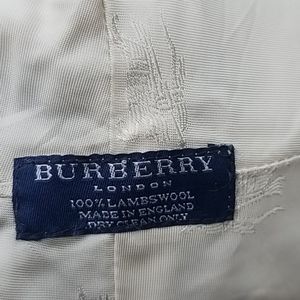 BURBERRY
LONDON
100% LAMBSWOOL
MADE IN ENGLAND
DRY CLEAN ONLY